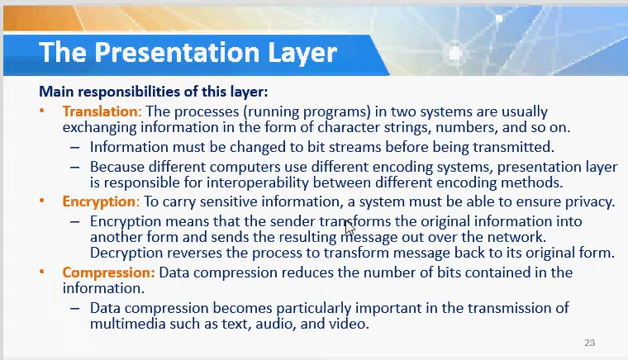 The Presentation Layer
Main responsibilities of this layer:
• Translation: The processes (running programs) in two systems are usually
exchanging information in the form of character strings, numbers, and so on.
– Information must be changed to bit streams before being transmitted.
– Because different computers use different encoding systems, presentation layer
is responsible for interoperability between different encoding methods.
• Encryption: To carry sensitive information, a system must be able to ensure privacy.
– Encryption means that the sender transforms the original information into
another form and sends the resulting message out over the network.
Decryption reverses the process to transform message back to its original form.
• Compression: Data compression reduces the number of bits contained in the
information.
– Data compression becomes particularly important in the transmission of
multimedia such as text, audio, and video.
23